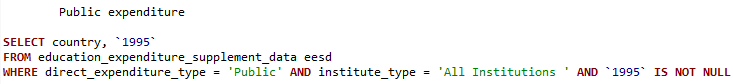 Public expenditure
SELECT country, `1995`
FROM education_expenditure_supplement_data eesd
WHERE direct_expenditure_type = 'Public' AND institute_type = 'All Institutions ' AND `1995` IS NOT NULL